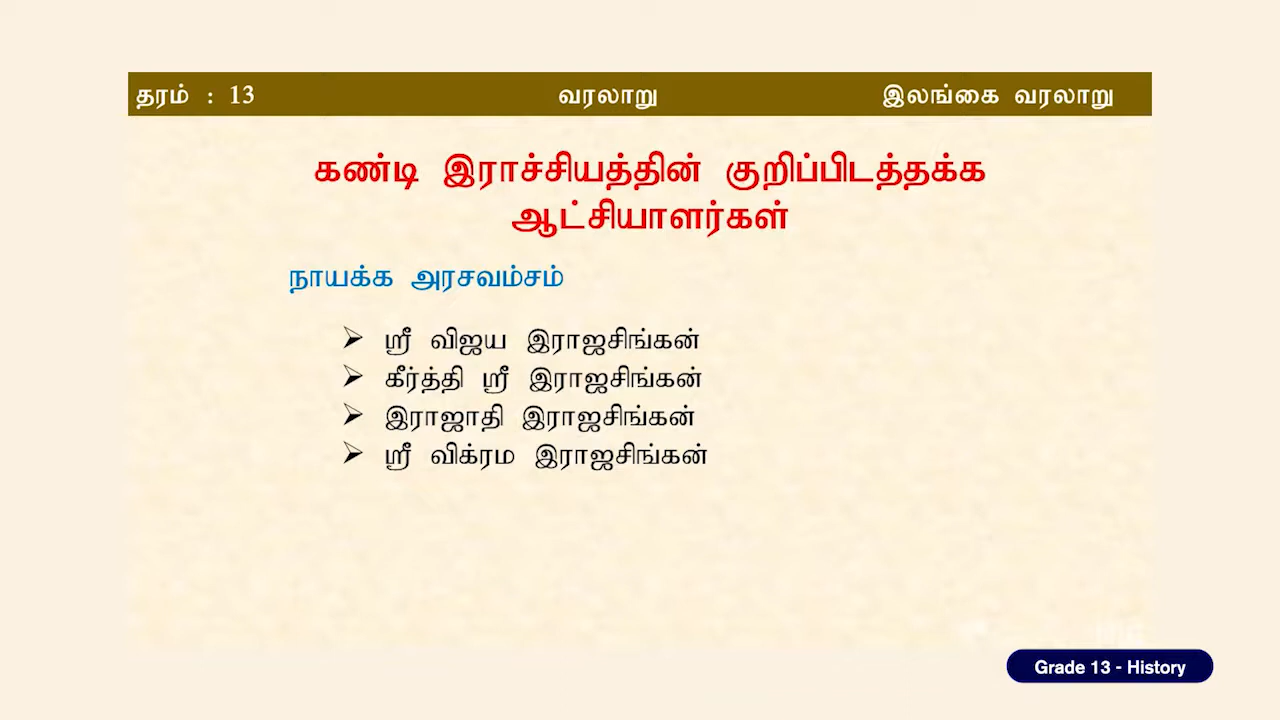 தரம் : 13 வரலாறு இலங்கை வரலாறு
கண்டி இராச்சியத்தின் குறிப்பிடத்தக்க
ஆட்சியாளர்கள்
நாயக்க அரசவம்சம்
➢ ஸ்ரீ விஜய இராஜசிங்கன்
➢ கீர்த்தி ஸ்ரீ இராஜசிங்கன்
➢ இராஜாதி இராஜசிங்கன்
➢ ஸ்ரீ விக்ரம இராஜசிங்கன்
Grade 13 - History